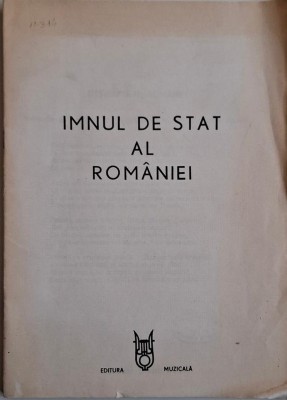 IMNUL DE STAT
AL
ROMÂNIEI
EDITURA MUZICALĂ